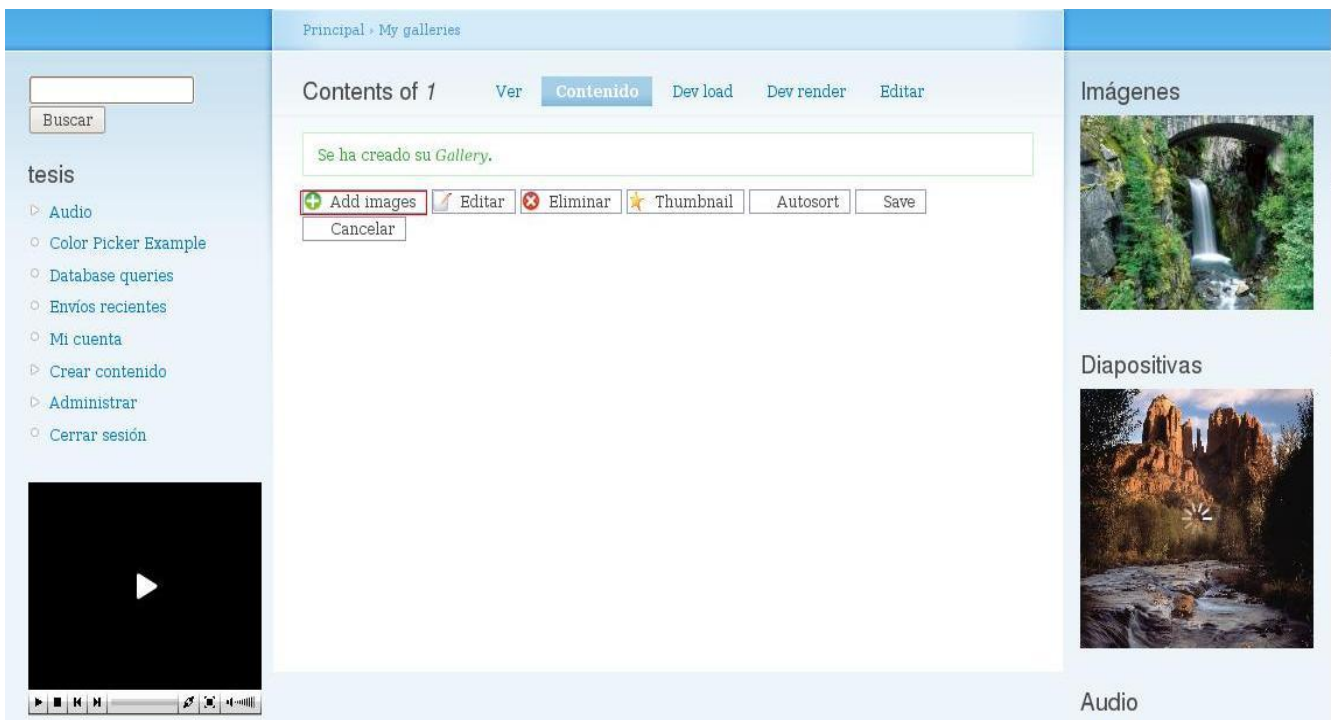 Principal › My galleries
Buscar
tesis
Audio
Color Picker Example
Database queries
Envíos recientes
Mi cuenta
Crear contenido
Administrar
Cerrar sesión
Contents of 1 Ver Contenido Dev load Dev render Editar
Se ha creado su Gallery.
Add images Editar Eliminar Thumbnail Autosort Save
Cancelar
Imágenes
Diapositivas
Audio